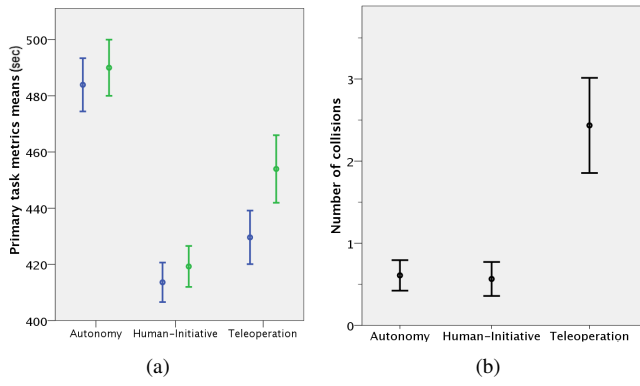 Primary task metrics means (sec)
500
480
460
440
420
400
Autonomy Human-Initiative Teleoperation
(a)
Number of collisions
3
2
1
0
Autonomy Human-Initiative Teleoperation
(b)